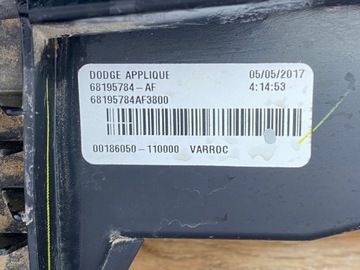 DODGE APPLIQUE 05/05/2017
68195784-AF 4:14:53
68195784AF3800
00186050-110000 VARROC